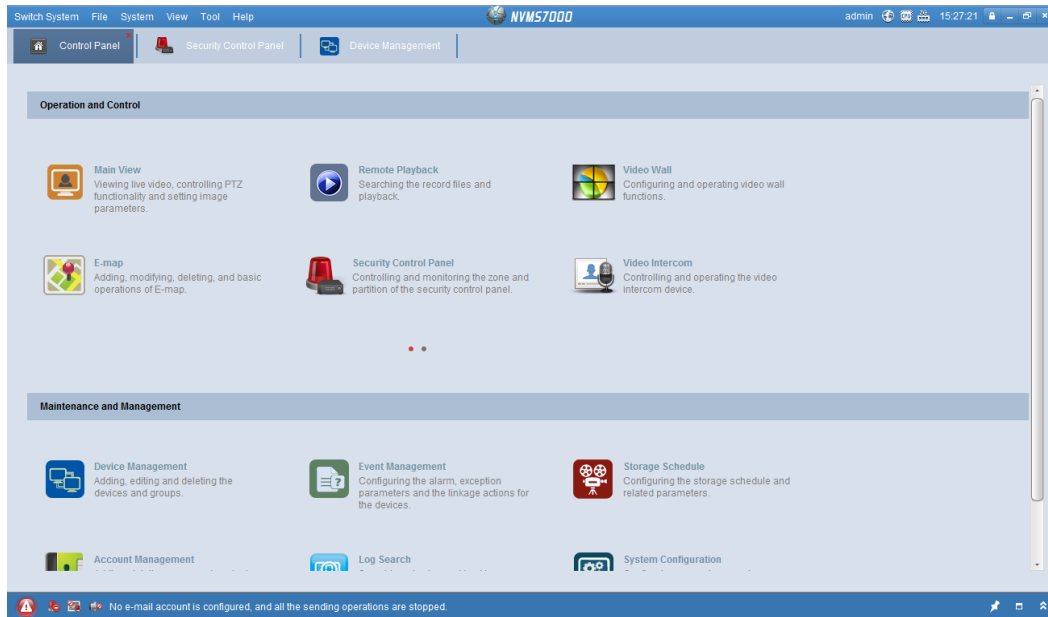 Switch System File System View Tool Help
NVMS7000
admin 15:27:21
Control Panel Security Control Panel Device Management
Operation and Control
Main View
Viewing live video, controlling PTZ
functionality and setting image
parameters.
Remote Playback
Searching the record files and
playback.
Video Wall
Configuring and operating video wall
functions.
E-map
Adding, modifying, deleting, and basic
operations of E-map.
Security Control Panel
Controlling and monitoring the zone and
partition of the security control panel.
Video Intercom
Controlling and operating the video
intercom device.
Maintenance and Management
Device Management
Adding, editing and deleting the
devices and groups.
Event Management
Configuring the alarm, exception
parameters and the linkage actions for
the devices.
Storage Schedule
Configuring the storage schedule and
related parameters.
Account Management
Log Search
System Configuration
No e-mail account is configured, and all the sending operations are stopped.